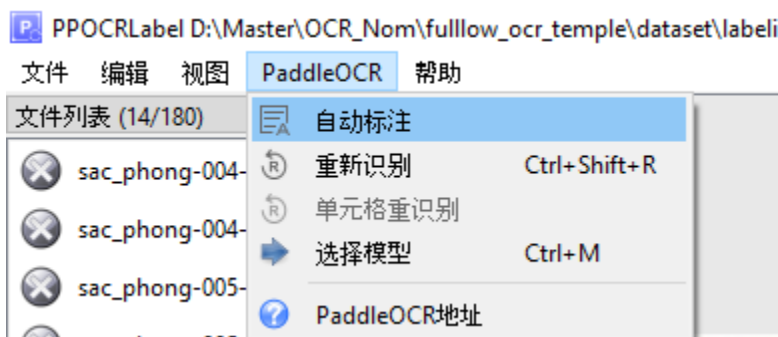 PPOCRLabel D:\Master\OCR_Nom\fulllow_ocr_temple\dataset\labeli
文件 编辑 视图 PaddleOCR 帮助
文件列表 (14/180)
自动标注
sac_phong-004-
重新识别 Ctrl+Shift+R
单元格重识别
sac_phong-004-
选择模型 Ctrl+M
sac_phong-005-
PaddleOCR地址